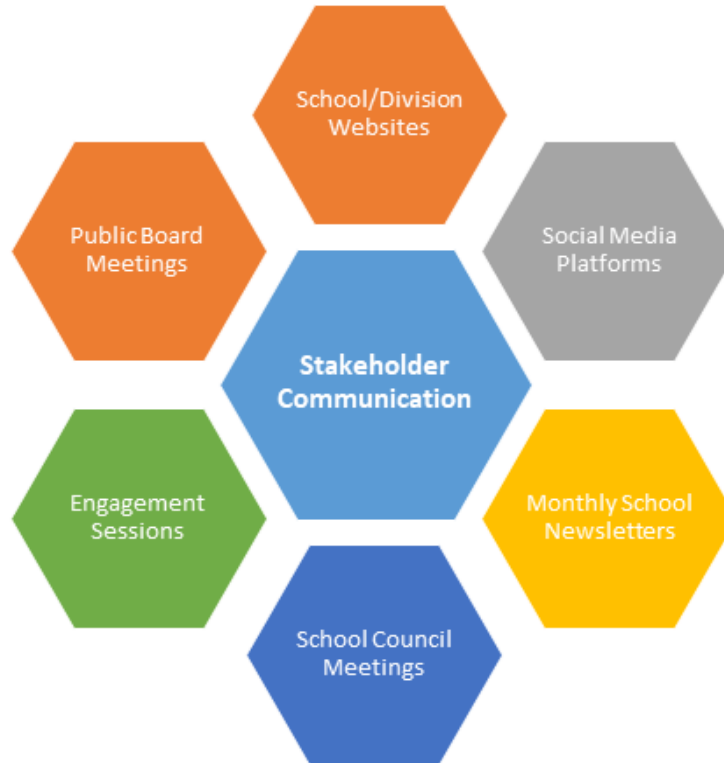 School/Division
Websites
Public Board
Meetings
Social Media
Platforms
Stakeholder
Communication
Engagement
Sessions
Monthly School
Newsletters
School Council
Meetings